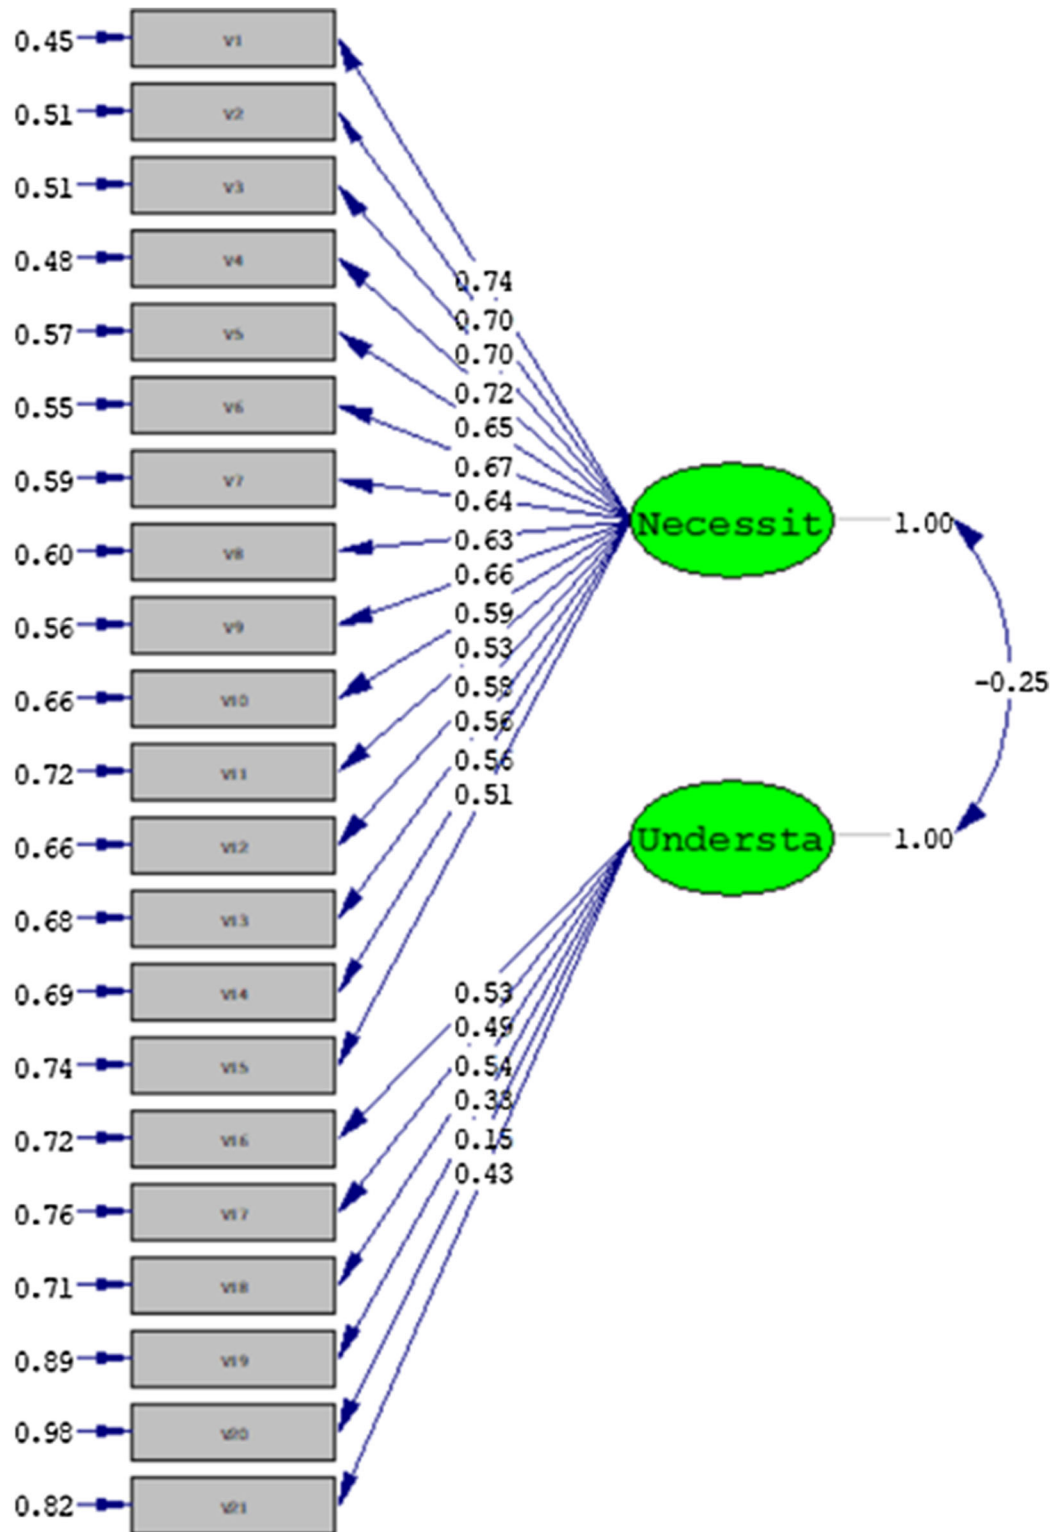 0.45 V1
0.51 V2
0.51 V3
0.48 V4
0.57 V5
0.55 V6
0.59 V7
0.60 V8
0.56 V9
0.66 V10
0.72 V11
0.66 V12
0.68 V13
0.69 V14
0.74 V15
0.72 V16
0.76 V17
0.71 V18
0.89 V19
0.98 V20
0.82 V21
0.74
0.70
0.70
0.72
0.65
0.67
0.64
0.63
0.66
0.59
0.53
0.58
0.56
0.56
0.51
0.53
0.49
0.54
0.38
0.15
0.43
Necessit 1.00
-0.25
Understa 1.00